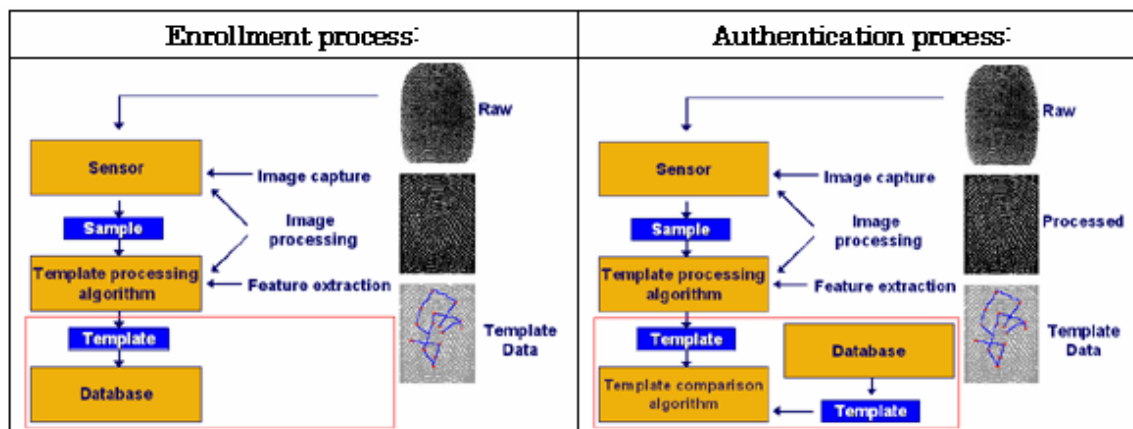 Enrollment process:
Raw
Sensor
Image capture
Sample
Image
processing
Template processing
algorithm
Feature extraction
Template
Template
Data
Database
Authentication process:
Raw
Sensor
Image capture
Processed
Sample
Image
processing
Template processing
algorithm
Feature extraction
Template
Database
Template
Data
Template comparison
algorithm
Template